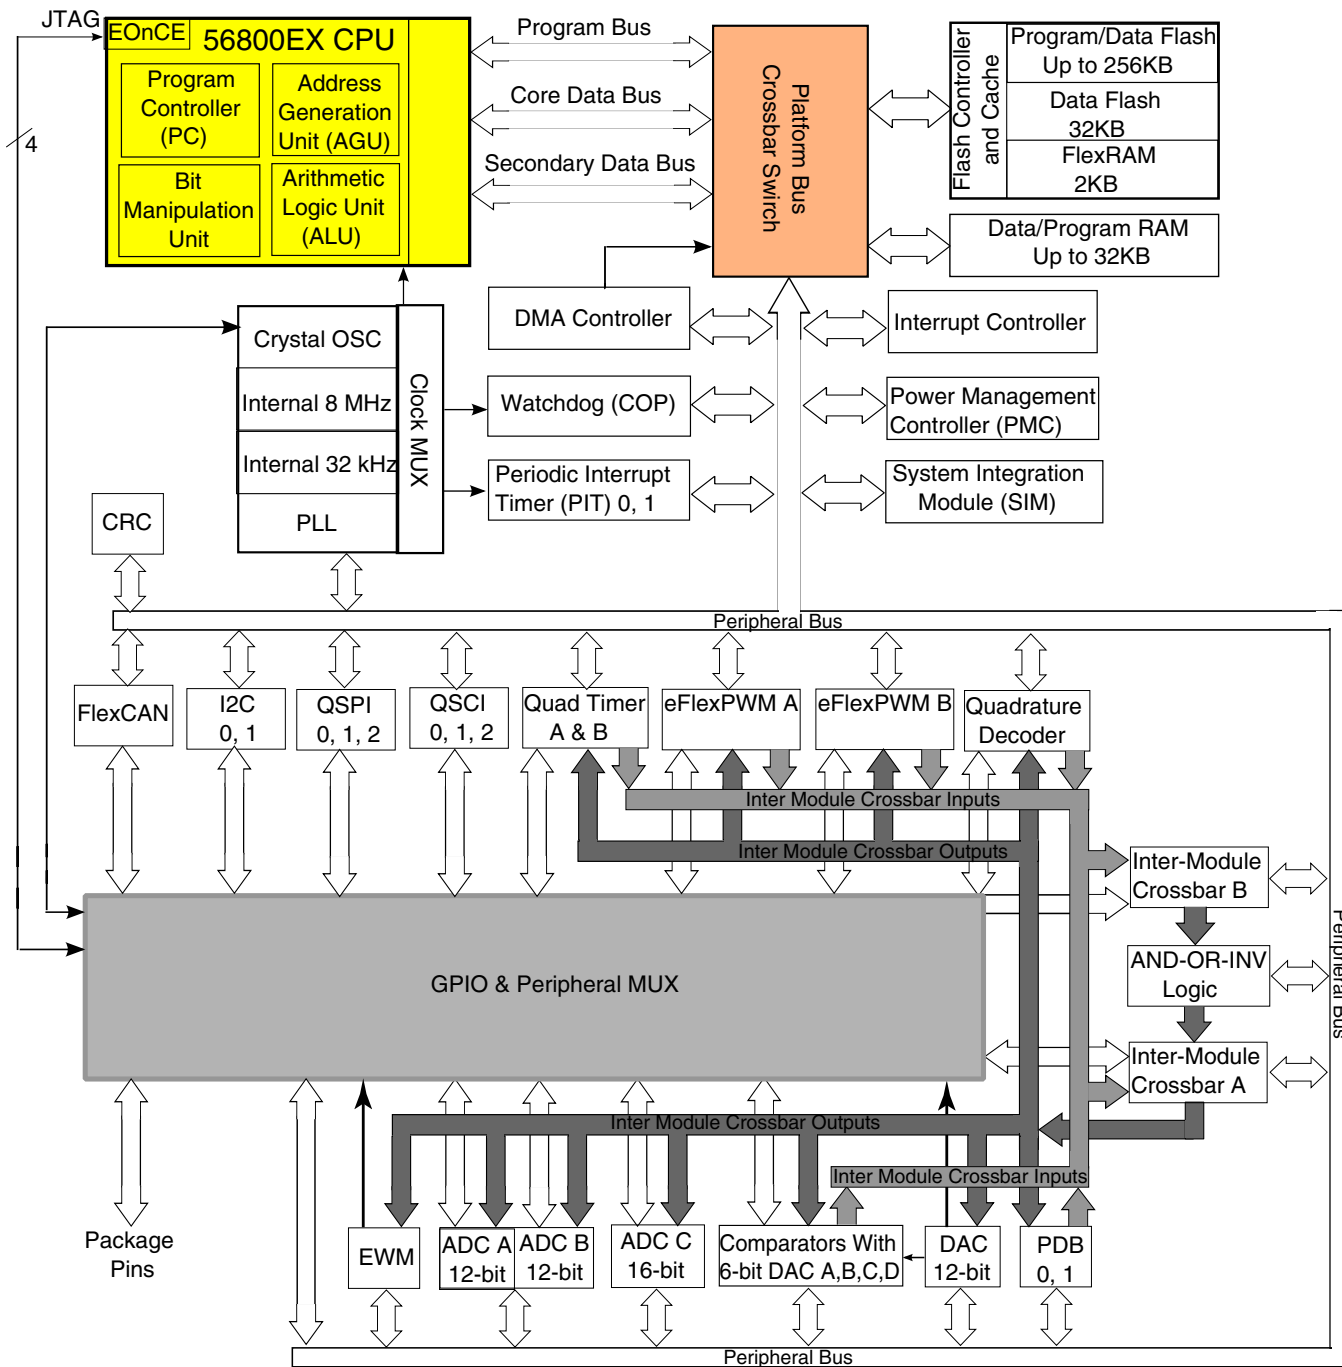 JTAG
EOnCE
56800EX CPU
Program
Controller
(PC)
Address
Generation
Unit (AGU)
Bit
Manipulation
Unit
Arithmetic
Logic Unit
(ALU)
4
Program Bus
Core Data Bus
Secondary Data Bus
Platform Bus
Crossbar Swirch
Flash Controller
and Cache
Program/Data Flash
Up to 256KB
Data Flash
32KB
FlexRAM
2KB
Data/Program RAM
Up to 32KB
DMA Controller
Interrupt Controller
Crystal OSC
Internal 8 MHz
Internal 32 kHz
PLL
Clock MUX
Watchdog (COP)
Power Management
Controller (PMC)
Periodic Interrupt
Timer (PIT) 0, 1
System Integration
Module (SIM)
CRC
Peripheral Bus
FlexCAN
I2C
0, 1
QSPI
0, 1, 2
QSCI
0, 1, 2
Quad Timer
A & B
eFlexPWM A
eFlexPWM B
Quadrature
Decoder
Inter Module Crossbar Inputs
Inter Module Crossbar Outputs
Inter-Module
Crossbar B
AND-OR-INV
Logic
Inter-Module
Crossbar A
Peripheral Bus
GPIO & Peripheral MUX
Inter Module Crossbar Outputs
Inter Module Crossbar Inputs
Package
Pins
EWM
ADC A
12-bit
ADC B
12-bit
ADC C
16-bit
Comparators With
6-bit DAC A,B,C,D
DAC
12-bit
PDB
0, 1
Peripheral Bus